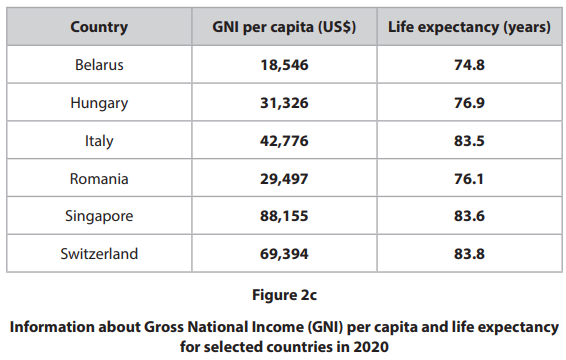 Country GNI per capita (US$) Life expectancy (years)
Belarus 18,546 74.8
Hungary 31,326 76.9
Italy 42,776 83.5
Romania 29,497 76.1
Singapore 88,155 83.6
Switzerland 69,394 83.8
Figure 2c
Information about Gross National Income (GNI) per capita and life expectancy
for selected countries in 2020